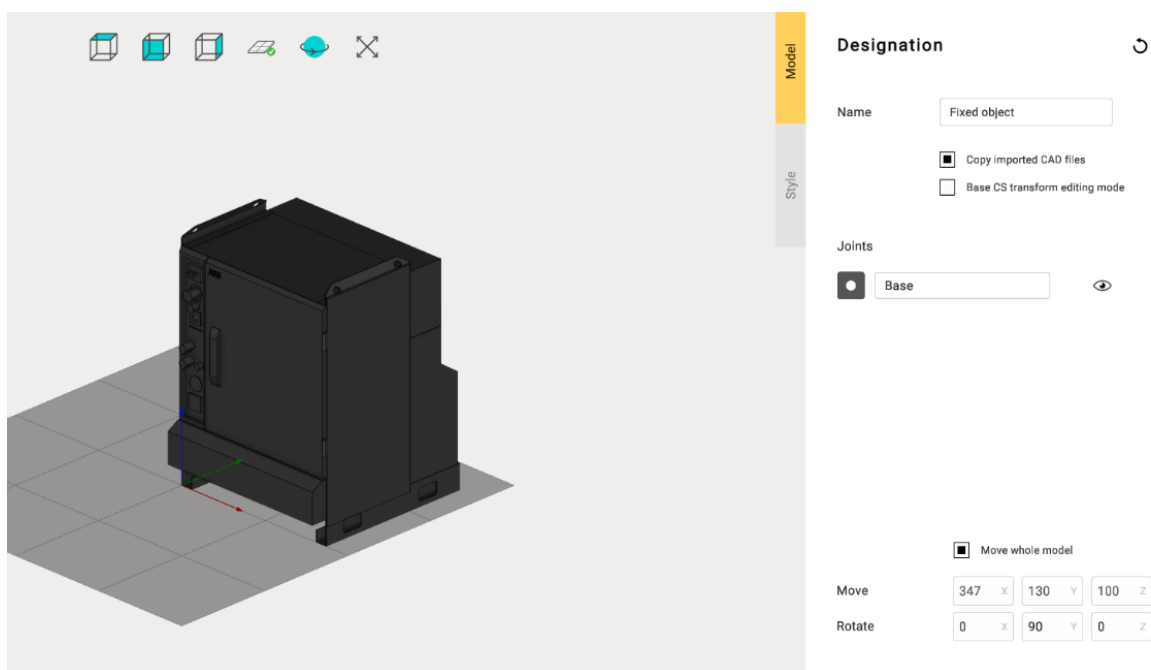 Model
Style
Designation
Name Fixed object
Copy imported CAD files
Base CS transform editing mode
Joints
Base
Move whole model
Move 347 X 130 Y 100 Z
Rotate 0 X 90 Y 0 Z